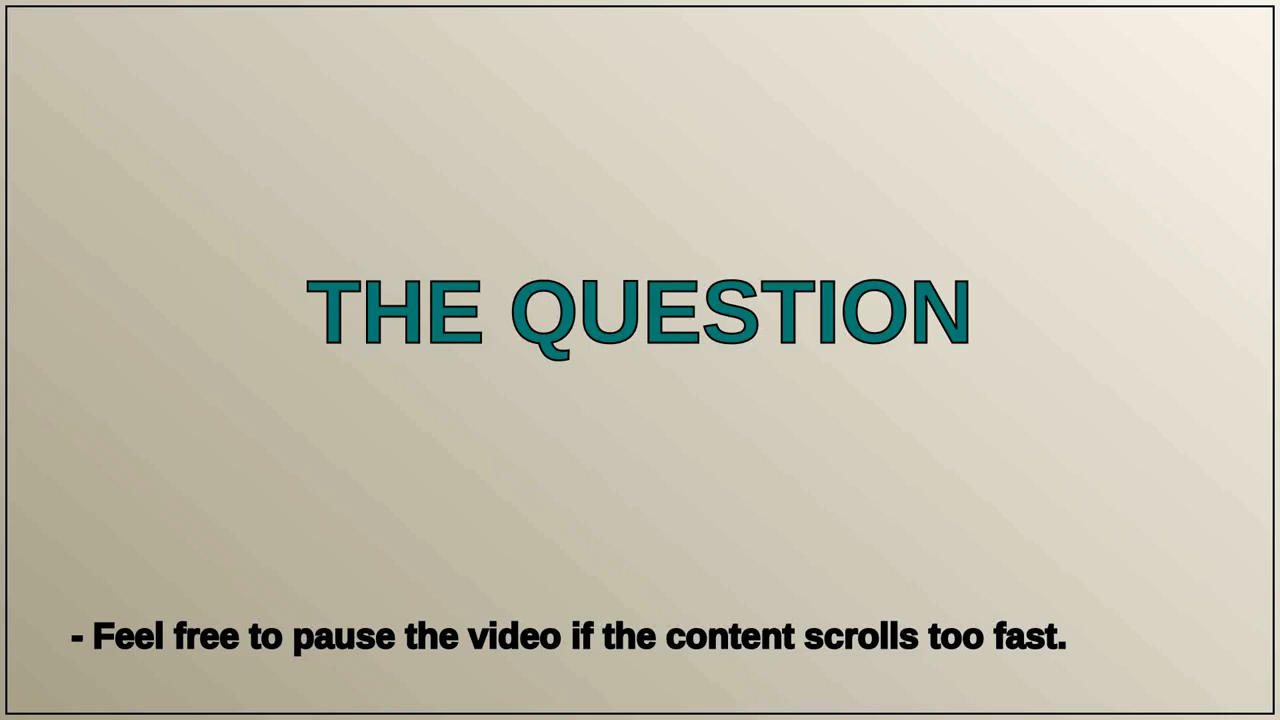 THE QUESTION
- Feel free to pause the video if the content scrolls too fast.